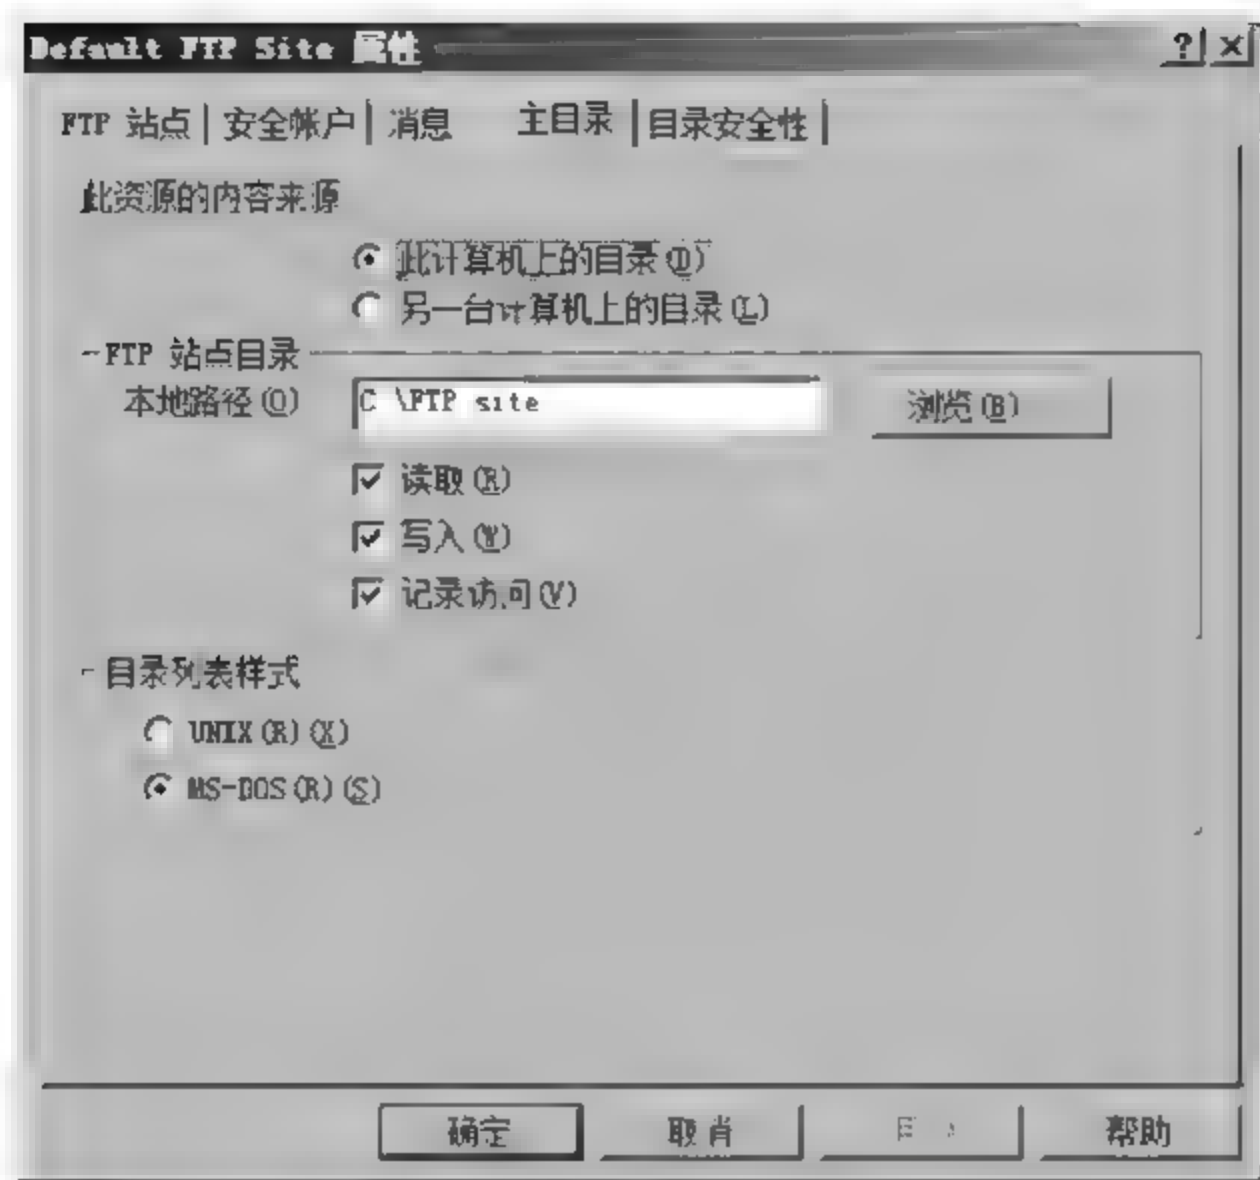 Default FTP Site 属性
FTP 站点 安全帐户 消息 主目录 目录安全性
此资源的内容来源
此计算机上的目录(D)
另一台计算机上的目录(L)
FTP 站点目录
本地路径(O) C \FTP site 浏览(B)
读取(R)
写入(W)
记录访问(V)
目录列表样式
UNIX(R)(X)
MS-DOS(R)(S)
确定 取消 帮助